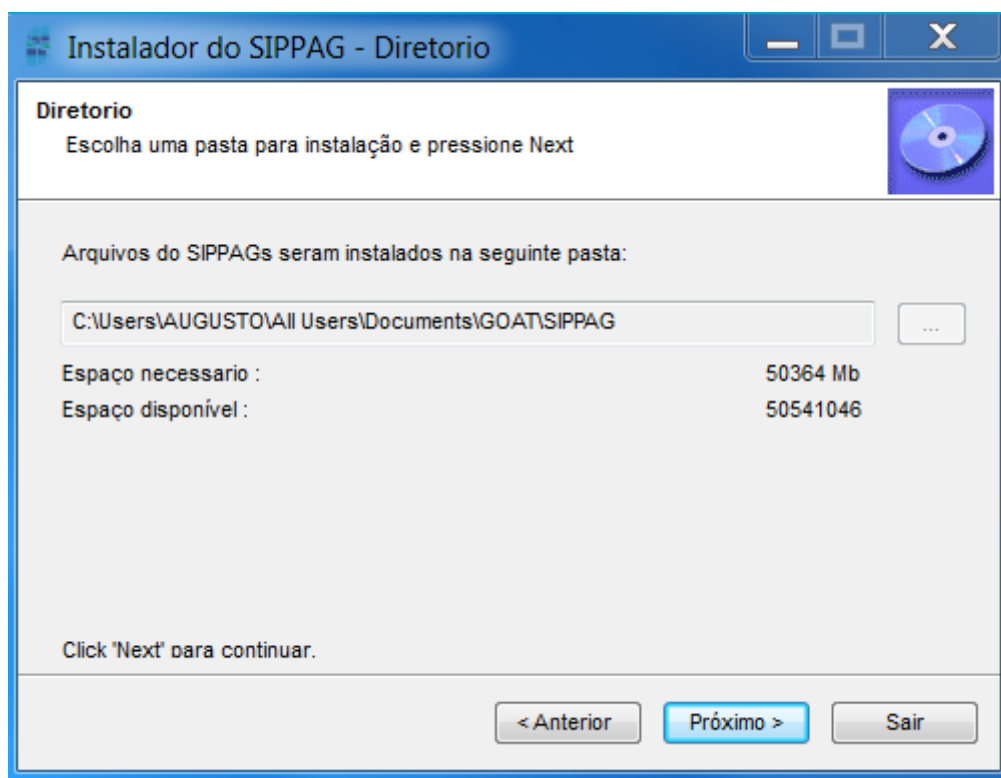 Instalador do SIPPAG - Diretorio
Diretorio
Escolha uma pasta para instalação e pressione Next
Arquivos do SIPPAGs seram instalados na seguinte pasta:
C:\Users\AUGUSTO\All Users\Documents\GOAT\SIPPAG
...
Espaço necessario : 50364 Mb
Espaço disponível : 50541046
Click 'Next' para continuar.
< Anterior Próximo > Sair